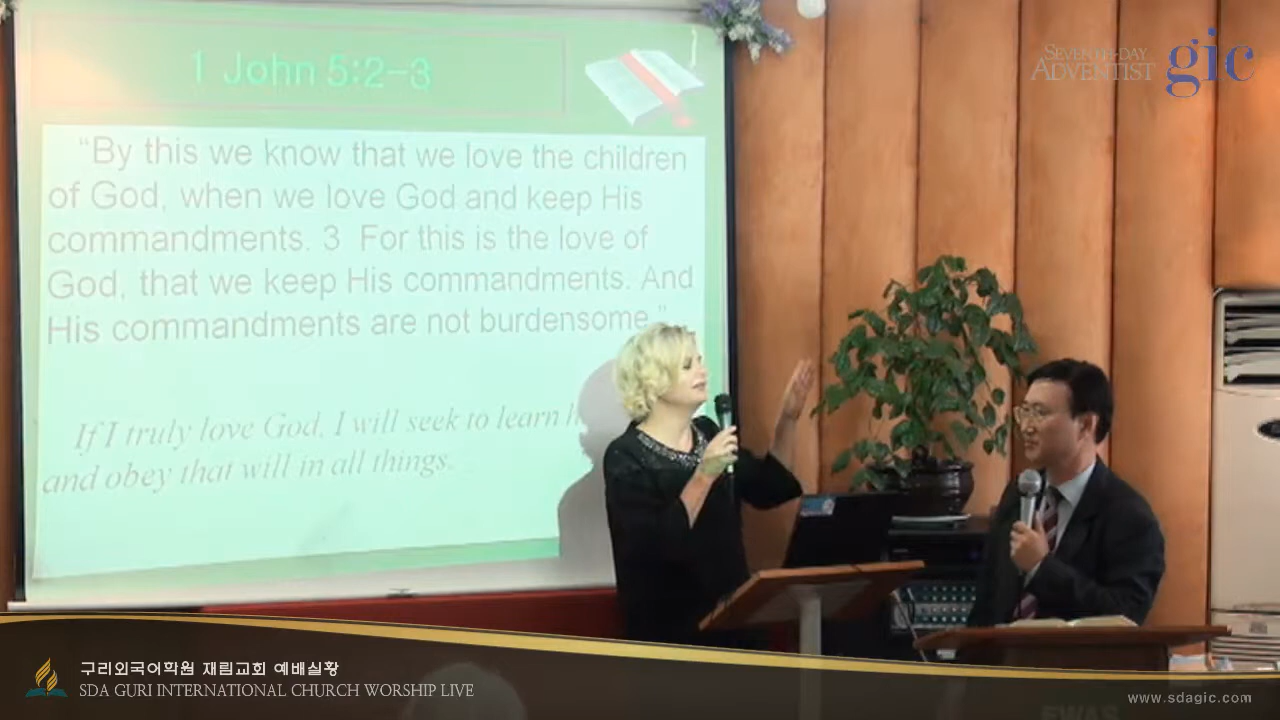 1 John 5:2-3
“By this we know that we love the children
of God, when we love God and keep His
commandments. 3 For this is the love of
God, that we keep His commandments. And
His commandments are not burdensome.”
If I truly love God, I will seek to learn
and obey that will in all things.
SEVENTH-DAY
ADVENTIST
gic
구리외국어학원 재림교회 예배실황
SDA GURI INTERNATIONAL CHURCH WORSHIP LIVE
www.sdagic.com